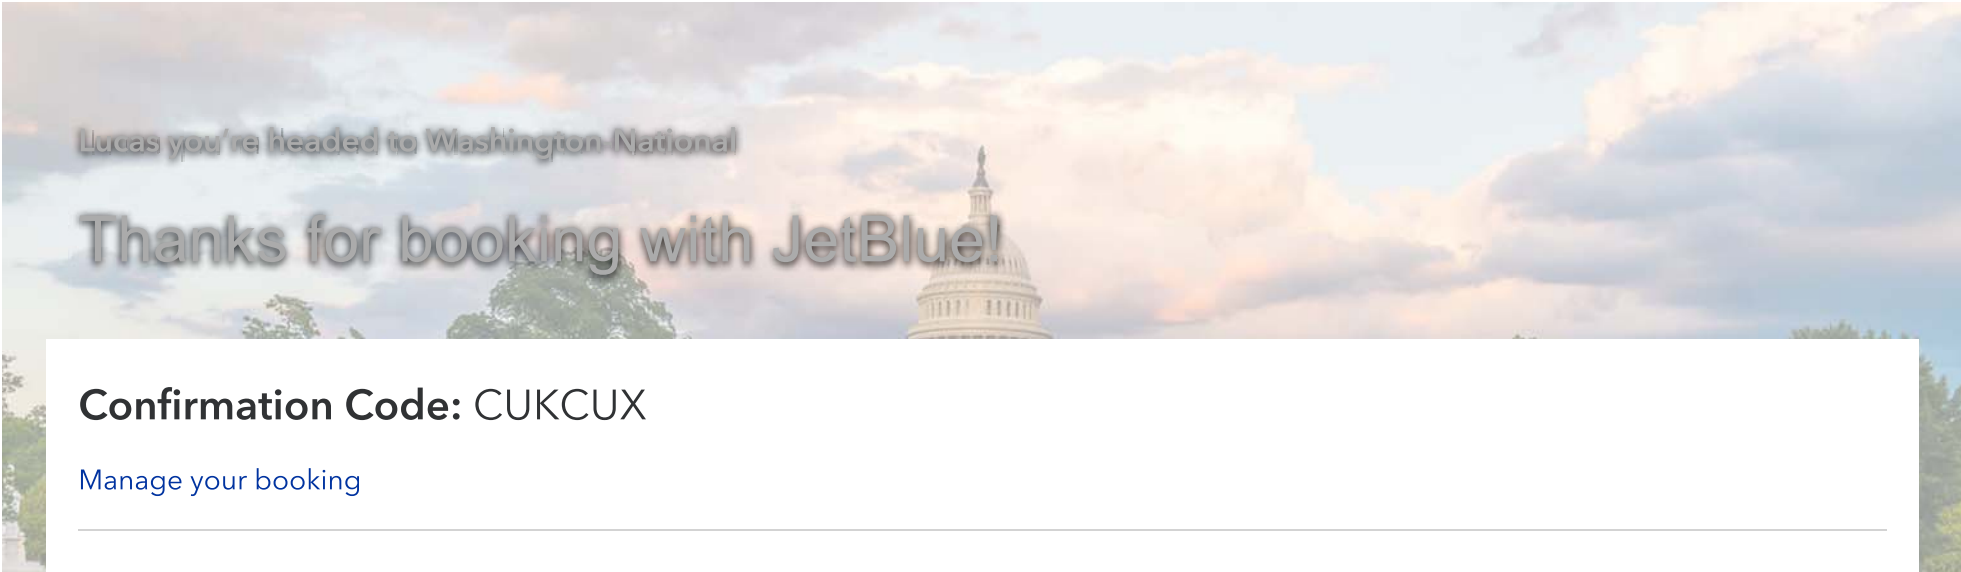 Lucas you're headed to Washington-National
Thanks for booking with JetBlue!
Confirmation Code: CUKCUX
Manage your booking